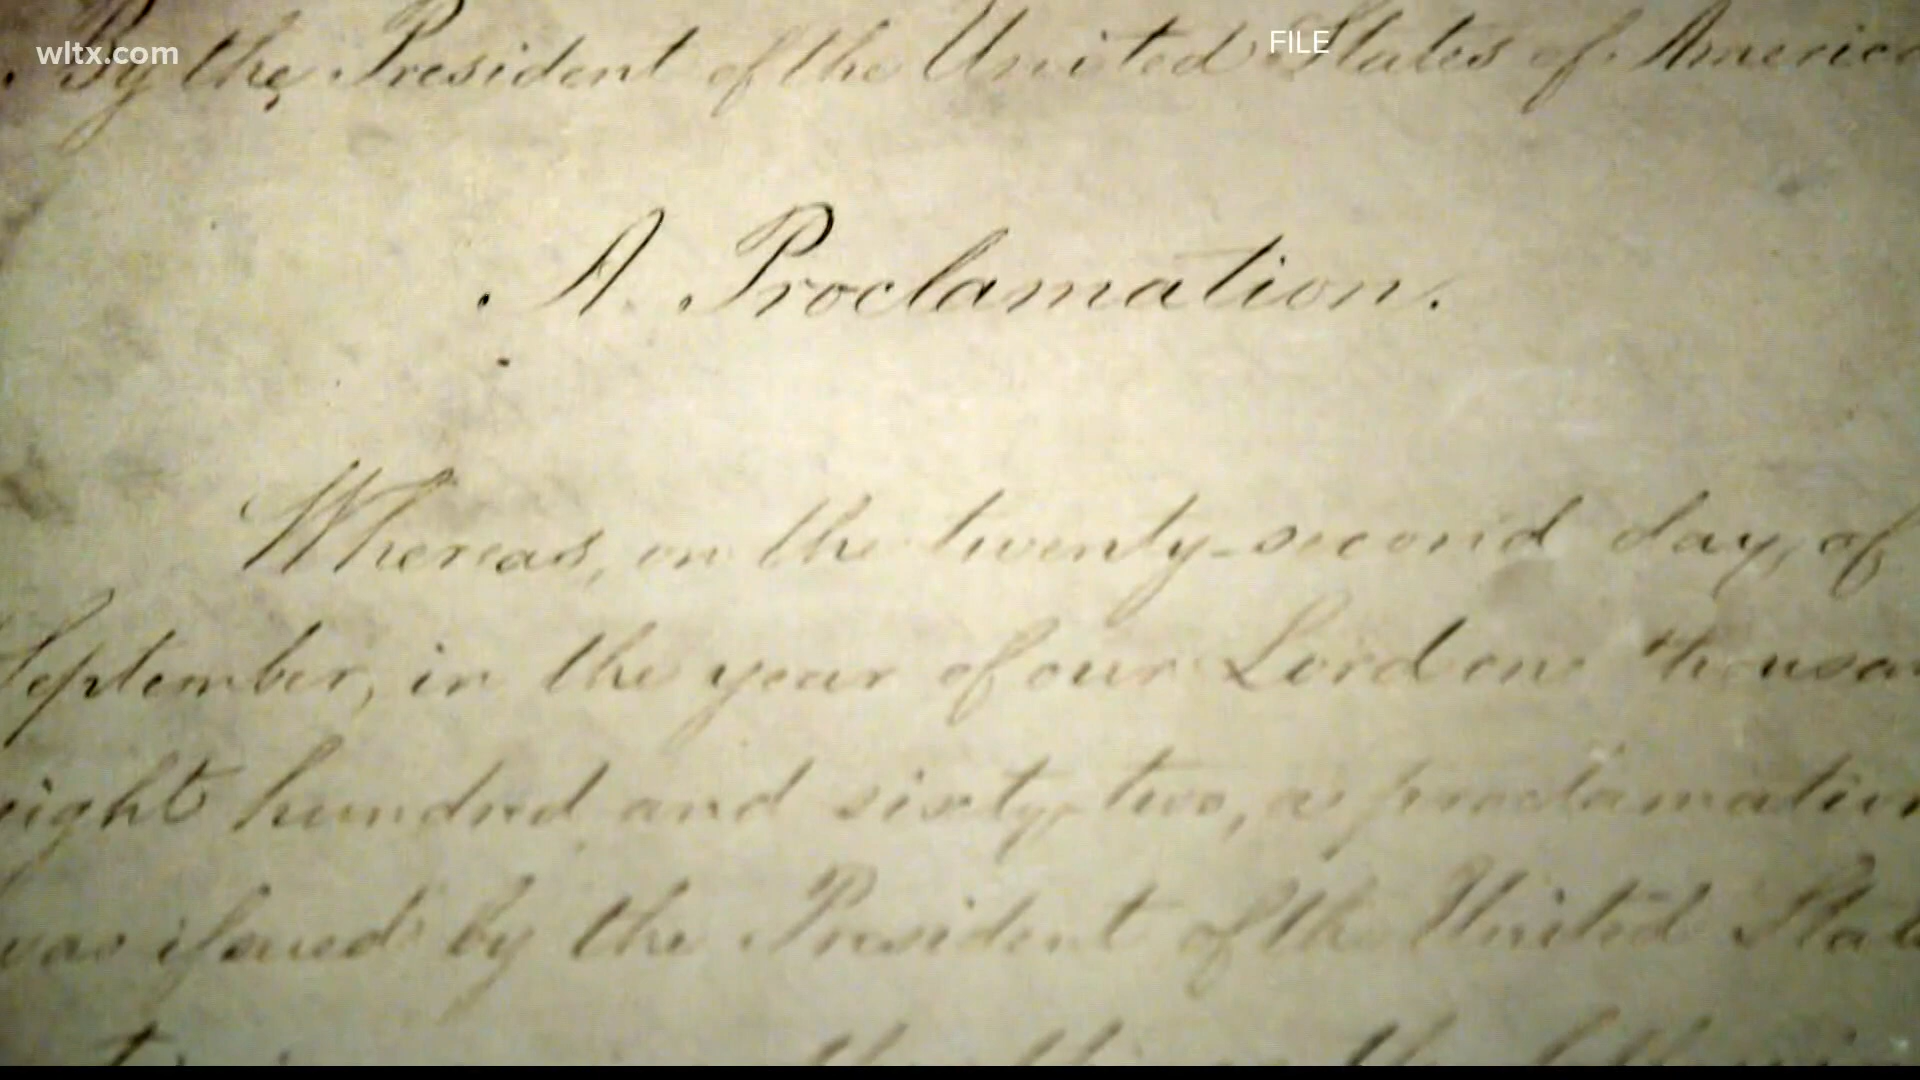 wltx.com
FILE
By the President of the United States of America
A Proclamation.
Whereas, on the twenty-second day of
September, in the year of our Lord one thousan
eight hundred and sixty-two, a proclamation
was issued by the President of the United State